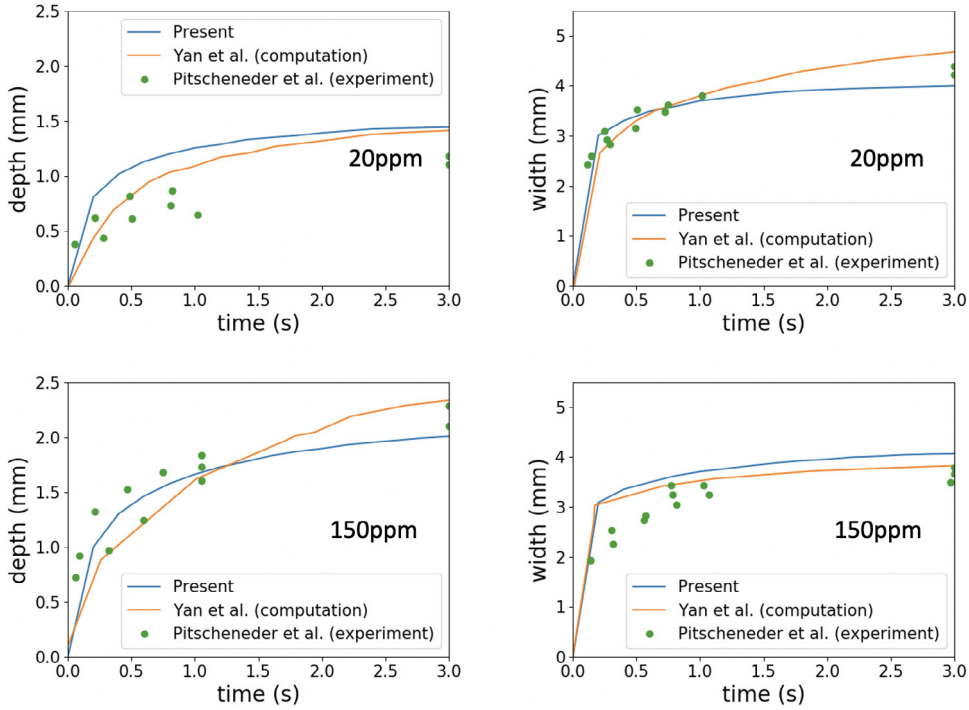 2.5
2.0
1.5
1.0
0.5
0.0
depth (mm)
Present
Yan et al. (computation)
Pitscheneder et al. (experiment)
20ppm
0.0 0.5 1.0 1.5 2.0 2.5 3.0
time (s)
5
4
3
2
1
0
width (mm)
20ppm
Present
Yan et al. (computation)
Pitscheneder et al. (experiment)
0.0 0.5 1.0 1.5 2.0 2.5 3.0
time (s)
2.5
2.0
1.5
1.0
0.5
0.0
depth (mm)
150ppm
Present
Yan et al. (computation)
Pitscheneder et al. (experiment)
0.0 0.5 1.0 1.5 2.0 2.5 3.0
time (s)
5
4
3
2
1
0
width (mm)
150ppm
Present
Yan et al. (computation)
Pitscheneder et al. (experiment)
0.0 0.5 1.0 1.5 2.0 2.5 3.0
time (s)